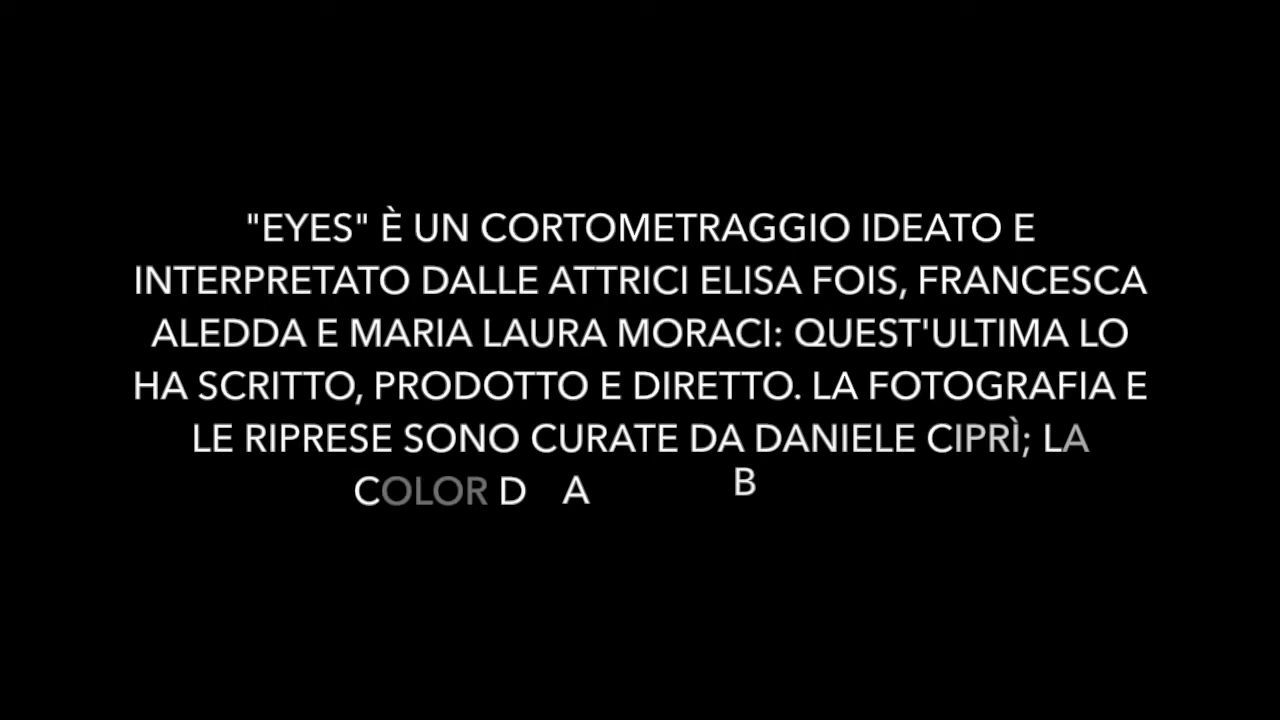 "EYES" È UN CORTOMETRAGGIO IDEATO E
INTERPRETATO DALLE ATTRICI ELISA FOIS, FRANCESCA
ALEDDA E MARIA LAURA MORACI: QUEST'ULTIMA LO
HA SCRITTO, PRODOTTO E DIRETTO. LA FOTOGRAFIA E
LE RIPRESE SONO CURATE DA DANIELE CIPRÌ; LA
COLOR D A B